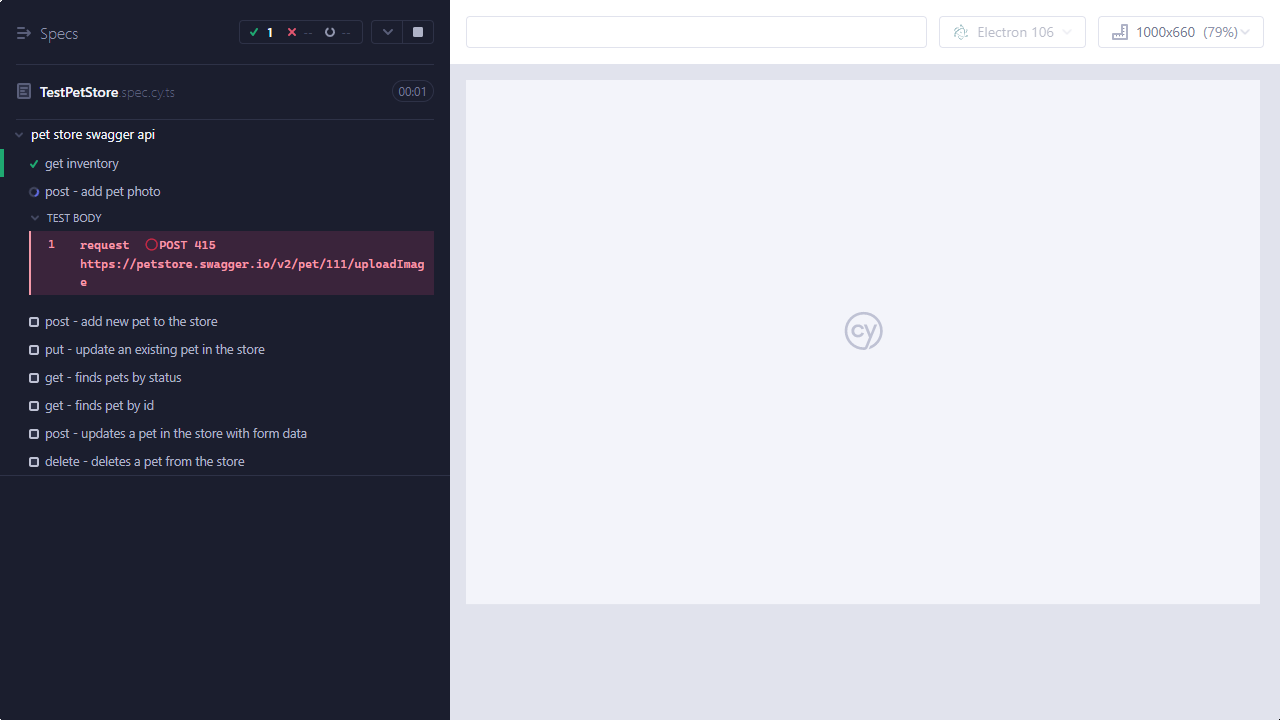 Specs
1 -- --
Electron 106
1000x660 (79%)
TestPetStore.spec.cy.ts
00:01
pet store swagger api
get inventory
post - add pet photo
TEST BODY
1 request POST 415
https://petstore.swagger.io/v2/pet/111/uploadImag
e
post - add new pet to the store
put - update an existing pet in the store
get - finds pets by status
get - finds pet by id
post - updates a pet in the store with form data
delete - deletes a pet from the store
cy